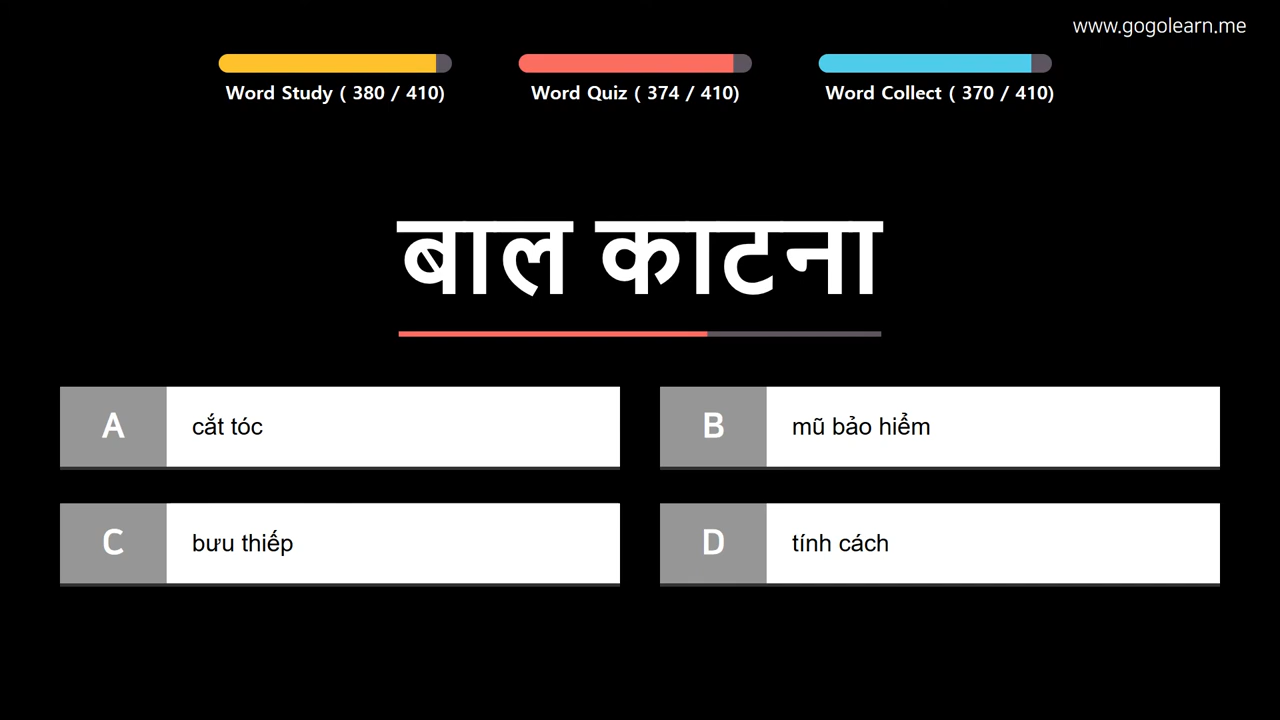 www.gogolearn.me
Word Study ( 380 / 410)
Word Quiz ( 374 / 410)
Word Collect ( 370 / 410)
बाल काटना
A
cắt tóc
B
mũ bảo hiểm
C
bưu thiếp
D
tính cách